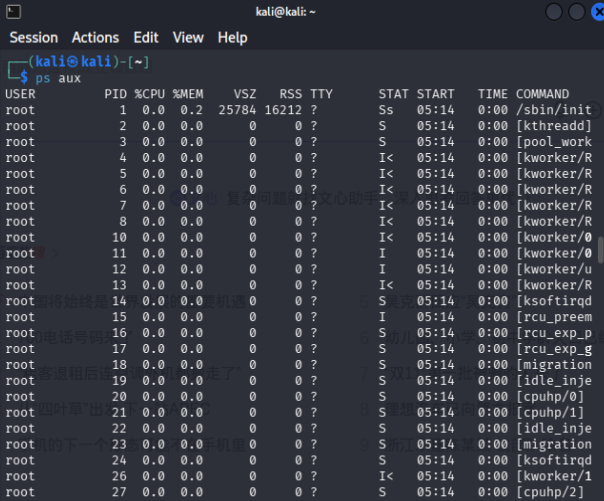 kali@kali: ~
Session Actions Edit View Help
┌──(kali㉿kali)-[~]
└─$ ps aux
USER PID %CPU %MEM VSZ RSS TTY STAT START TIME COMMAND
root 1 0.0 0.2 25784 16212 ? Ss 05:14 0:00 /sbin/init
root 2 0.0 0.0 0 0 ? S 05:14 0:00 [kthreadd]
root 3 0.0 0.0 0 0 ? S 05:14 0:00 [pool_work
root 4 0.0 0.0 0 0 ? I< 05:14 0:00 [kworker/R
root 5 0.0 0.0 0 0 ? I< 05:14 0:00 [kworker/R
root 6 0.0 0.0 0 0 ? I< 05:14 0:00 [kworker/R
root 7 0.0 0.0 0 0 ? I< 05:14 0:00 [kworker/R
root 8 0.0 0.0 0 0 ? I< 05:14 0:00 [kworker/R
root 10 0.0 0.0 0 0 ? I< 05:14 0:00 [kworker/0
root 11 0.0 0.0 0 0 ? I 05:14 0:00 [kworker/0
root 12 0.0 0.0 0 0 ? I 05:14 0:00 [kworker/u
root 13 0.0 0.0 0 0 ? I< 05:14 0:00 [kworker/R
root 14 0.0 0.0 0 0 ? S 05:14 0:00 [ksoftirqd
root 15 0.0 0.0 0 0 ? I 05:14 0:00 [rcu_preem
root 16 0.0 0.0 0 0 ? S 05:14 0:00 [rcu_exp_p
root 17 0.0 0.0 0 0 ? S 05:14 0:00 [rcu_exp_g
root 18 0.0 0.0 0 0 ? S 05:14 0:00 [migration
root 19 0.0 0.0 0 0 ? S 05:14 0:00 [idle_inje
root 20 0.0 0.0 0 0 ? S 05:14 0:00 [cpuhp/0]
root 21 0.0 0.0 0 0 ? S 05:14 0:00 [cpuhp/1]
root 22 0.0 0.0 0 0 ? S 05:14 0:00 [idle_inje
root 23 0.0 0.0 0 0 ? S 05:14 0:00 [migration
root 24 0.0 0.0 0 0 ? S 05:14 0:00 [ksoftirqd
root 26 0.0 0.0 0 0 ? I< 05:14 0:00 [kworker/1
root 27 0.0 0.0 0 0 ? S 05:14 0:00 [cpuhp/2]